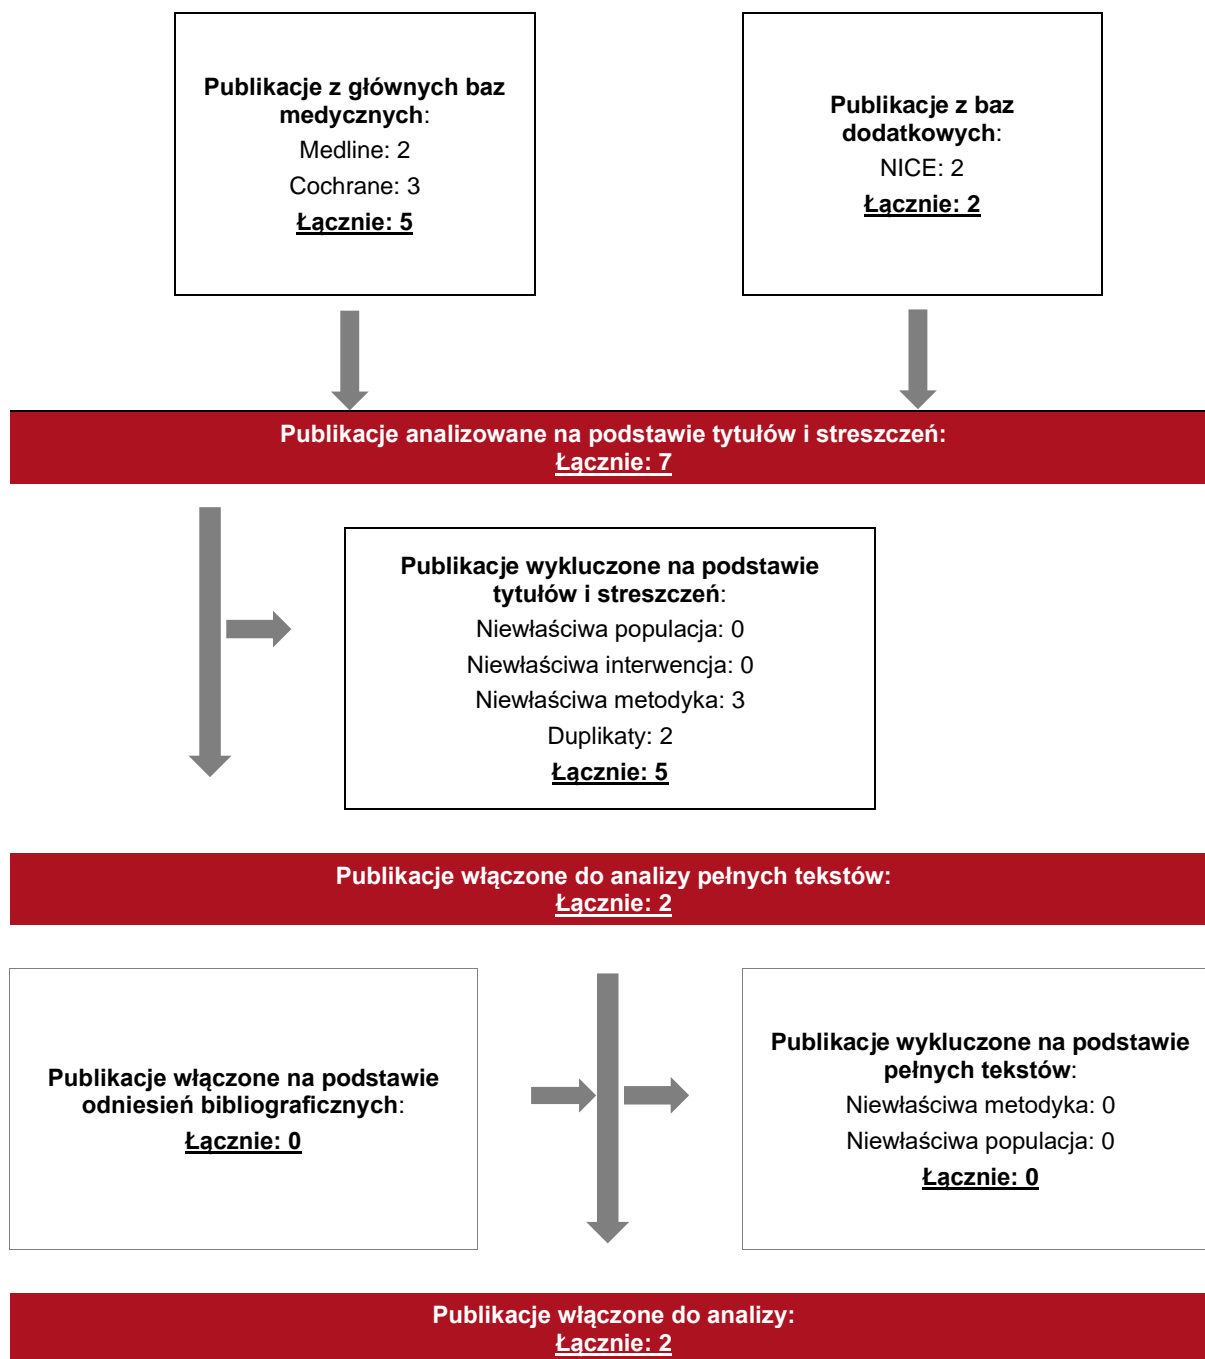 Publikacje z głównych baz
medycznych:
Medline: 2
Cochrane: 3
Łącznie: 5
Publikacje z baz
dodatkowych:
NICE: 2
Łącznie: 2
Publikacje analizowane na podstawie tytułów i streszczeń:
Łącznie: 7
Publikacje wykluczone na podstawie
tytułów i streszczeń:
Niewłaściwa populacja: 0
Niewłaściwa interwencja: 0
Niewłaściwa metodyka: 3
Duplikaty: 2
Łącznie: 5
Publikacje włączone do analizy pełnych tekstów:
Łącznie: 2
Publikacje włączone na podstawie
odniesień bibliograficznych:
Łącznie: 0
Publikacje wykluczone na podstawie
pełnych tekstów:
Niewłaściwa metodyka: 0
Niewłaściwa populacja: 0
Łącznie: 0
Publikacje włączone do analizy:
Łącznie: 2